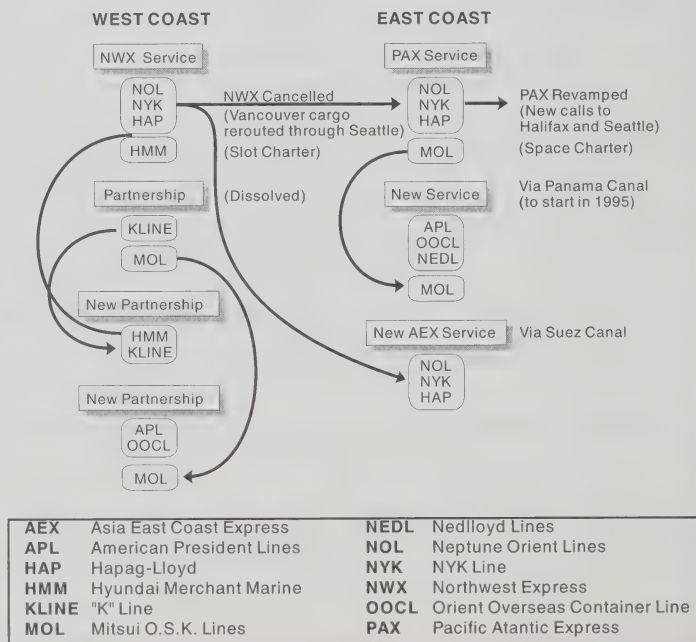 WEST COAST
EAST COAST
NWX Service
PAX Service
NOL
NYK
HAP
NWX Cancelled
(Vancouver cargo
rerouted through Seattle)
NOL
NYK
HAP
PAX Revamped
(New calls to
Halifax and Seattle)
HMM
(Slot Charter)
MOL
(Space Charter)
Partnership
(Dissolved)
New Service
Via Panama Canal
(to start in 1995)
KLINE
MOL
APL
OOCL
NEDL
MOL
New Partnership
HMM
KLINE
New AEX Service
Via Suez Canal
NOL
NYK
HAP
New Partnership
APL
OOCL
MOL
AEX Asia East Coast Express
APL American President Lines
HAP Hapag-Lloyd
HMM Hyundai Merchant Marine
KLINE "K" Line
MOL Mitsui O.S.K. Lines
NEDL Nedlloyd Lines
NOL Neptune Orient Lines
NYK NYK Line
NWX Northwest Express
OOCL Orient Overseas Container Line
PAX Pacific Atantic Express